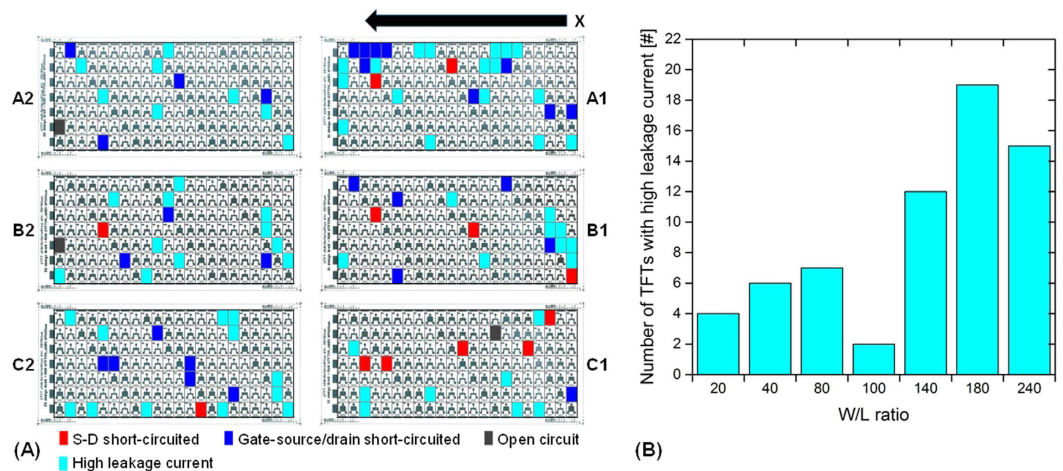 X
A2
A1
B2
B1
C2
C1
(A)
S-D short-circuited
Gate-source/drain short-circuited
Open circuit
High leakage current
Number of TFTs with high leakage current [#]
22
20
18
16
14
12
10
8
6
4
2
0
20 40 80 100 140 180 240
W/L ratio
(B)